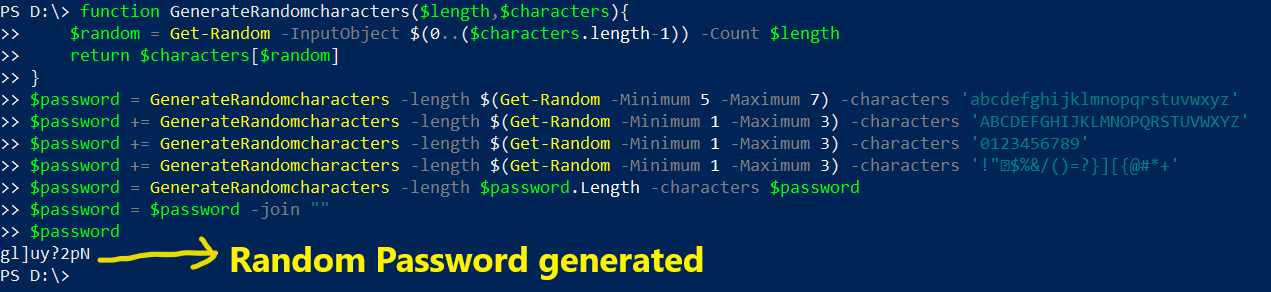 PS D:\> function GenerateRandomcharacters($length,$characters){
>>     $random = Get-Random -InputObject $(0..($characters.length-1)) -Count $length
>>     return $characters[$random]
>> }
>> $password = GenerateRandomcharacters -length $(Get-Random -Minimum 5 -Maximum 7) -characters 'abcdefghijklmnopqrstuvwxyz'
>> $password += GenerateRandomcharacters -length $(Get-Random -Minimum 1 -Maximum 3) -characters 'ABCDEFGHIJKLMNOPQRSTUVWXYZ'
>> $password += GenerateRandomcharacters -length $(Get-Random -Minimum 1 -Maximum 3) -characters '0123456789'
>> $password += GenerateRandomcharacters -length $(Get-Random -Minimum 1 -Maximum 3) -characters '!"�$%&/()=?}][{@#*+'
>> $password = GenerateRandomcharacters -length $password.Length -characters $password
>> $password = $password -join ""
>> $password
gl]uy?2pN
Random Password generated
PS D:\>